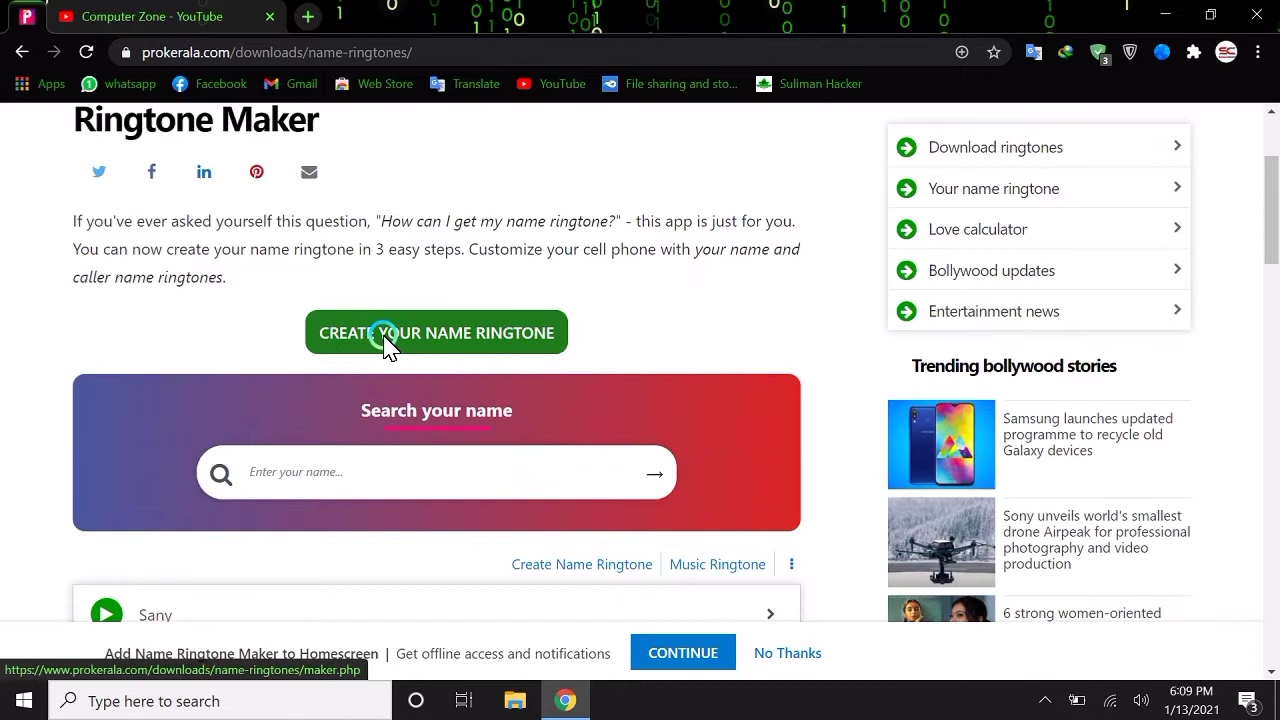 Computer Zone - YouTube
prokerala.com/downloads/name-ringtones/
3
Apps
whatsapp
Facebook
Gmail
Web Store
Translate
YouTube
File sharing and sto...
Suliman Hacker
Ringtone Maker
If you've ever asked yourself this question, "How can I get my name ringtone?" - this app is just for you.
You can now create your name ringtone in 3 easy steps. Customize your cell phone with your name and
caller name ringtones.
CREATE YOUR NAME RINGTONE
Search your name
Enter your name...
Create Name Ringtone
Music Ringtone
Sany
Download ringtones
Your name ringtone
Love calculator
Bollywood updates
Entertainment news
Trending bollywood stories
Samsung launches updated
programme to recycle old
Galaxy devices
Sony unveils world's smallest
drone Airpeak for professional
photography and video
production
6 strong women-oriented
Add Name Ringtone Maker to Homescreen | Get offline access and notifications
CONTINUE
No Thanks
https://www.prokerala.com/downloads/name-ringtones/maker.php
Type here to search
6:09 PM
1/13/2021
3